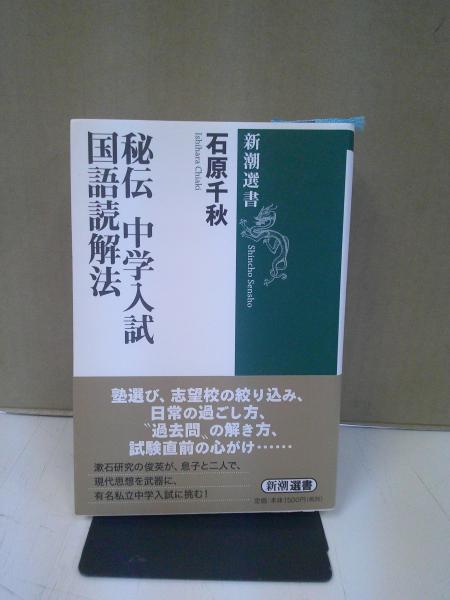 新潮選書
Shincho Sensho
石原千秋
Ishihara Chiaki
秘伝 中学入試
国語読解法
塾選び、志望校の絞り込み、
日常の過ごし方、
〝過去問〟の解き方、
試験直前の心がけ……
漱石研究の俊英が、息子と二人で、
現代思想を武器に、
有名私立中学入試に挑む!
新潮選書
定価:本体1500円(税別)